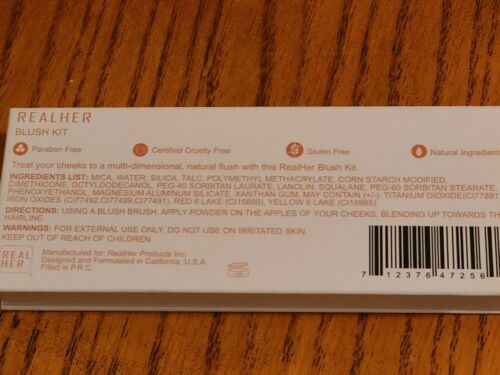 REALHER
BLUSH KIT
Paraben Free
Certified Cruelty Free
Gluten Free
Natural Ingredient
Treat your cheeks to a multi-dimensional, natural flush with this RealHer Blush Kit.
INGREDIENTS LIST: MICA, WATER, SILICA, TALC, POLYMETHYL METHACRYLATE, CORN STARCH MODIFIED,
DIMETHICONE, OCTYLDODECANOL, PEG-40 SORBITAN LAURATE, LANOLIN, SQUALANE, PEG-60 SORBITAN STEARATE,
PHENOXYETHANOL, MAGNESIUM ALUMINUM SILICATE, XANTHAN GUM, MAY CONTAIN (+/-): TITANIUM DIOXIDE(CI77891
IRON OXIDES (CI77492,CI77499,CI77491), RED 6 LAKE (CI15850), YELLOW 6 LAKE (CI15985).
DIRECTIONS: USING A BLUSH BRUSH, APPLY POWDER ON THE APPLES OF YOUR CHEEKS, BLENDING UP TOWARDS TH
HAIRLINE.
WARNINGS: FOR EXTERNAL USE ONLY. DO NOT USE ON IRRITATED SKIN.
KEEP OUT OF REACH OF CHILDREN.
REAL
HER
Manufactured for: RealHer Products Inc.
Designed and Formulated in California, U.S.A.
Filled in P.R.C.
7 12376 47256